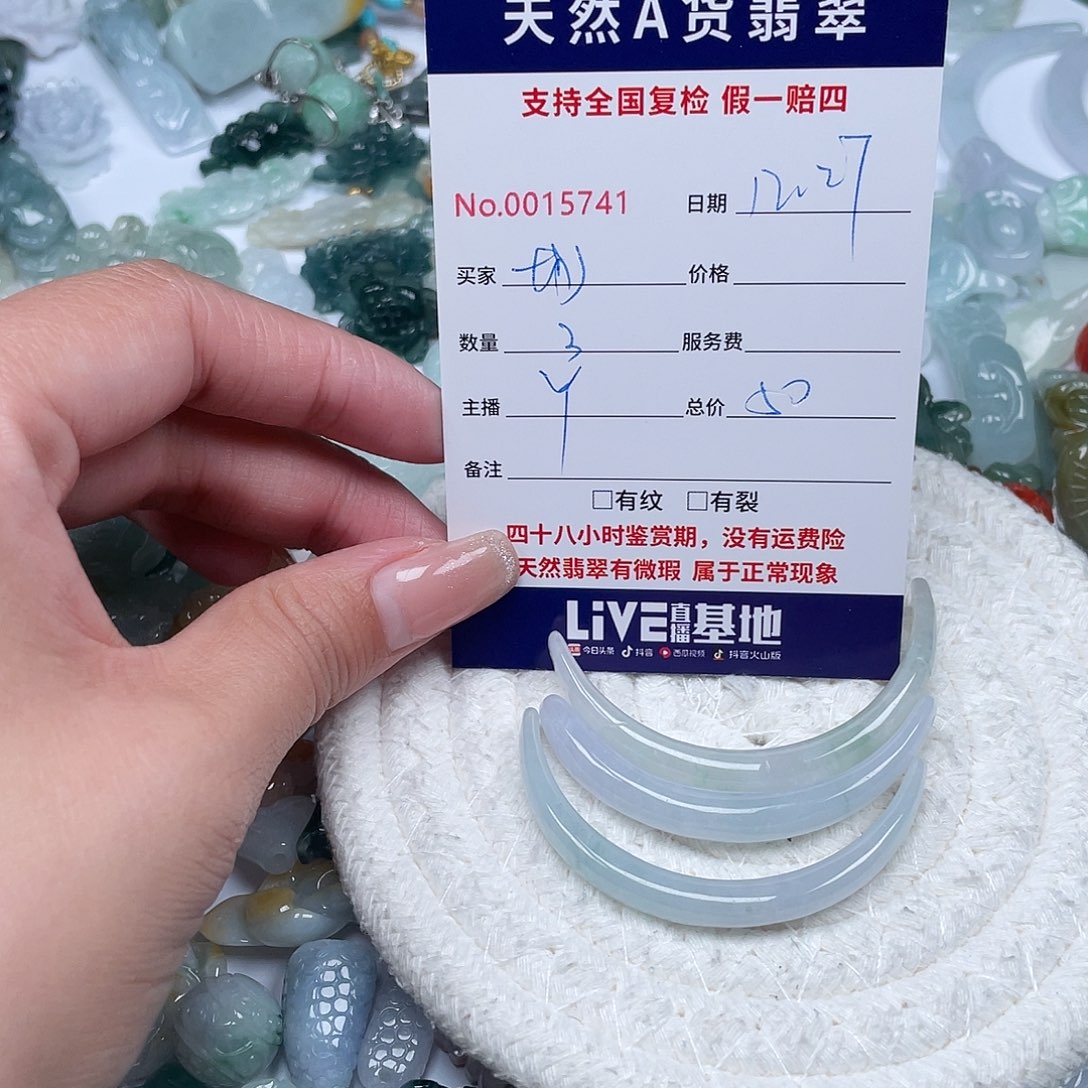 天然A货翡翠
支持全国复检 假一赔四
No.0015741 日期 12.27
买家 价格
数量 3 服务费
主播 Y 总价 50
备注
□有纹 □有裂
四十八小时鉴赏期，没有运费险
天然翡翠有微瑕 属于正常现象
LiVE直播基地
今日头条 抖音 西瓜视频 抖音火山版